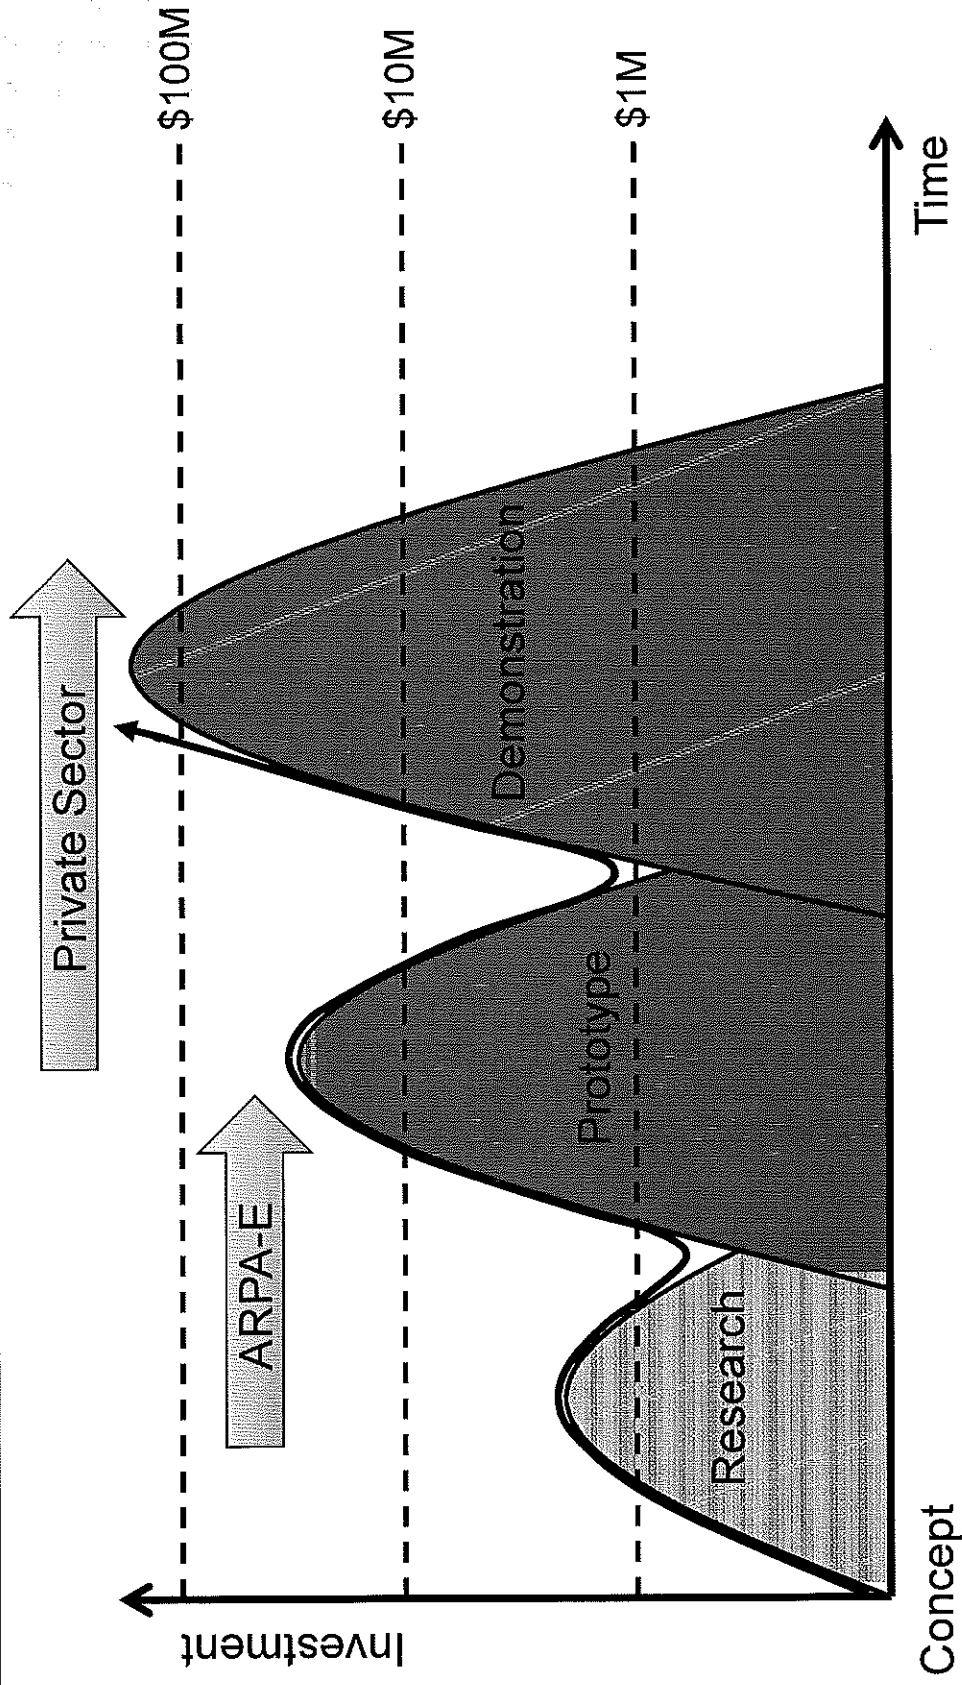 Private Sector
ARPA-E
$100M
$10M
$1M
Investment
Research
Prototype
Demonstration
Concept
Time